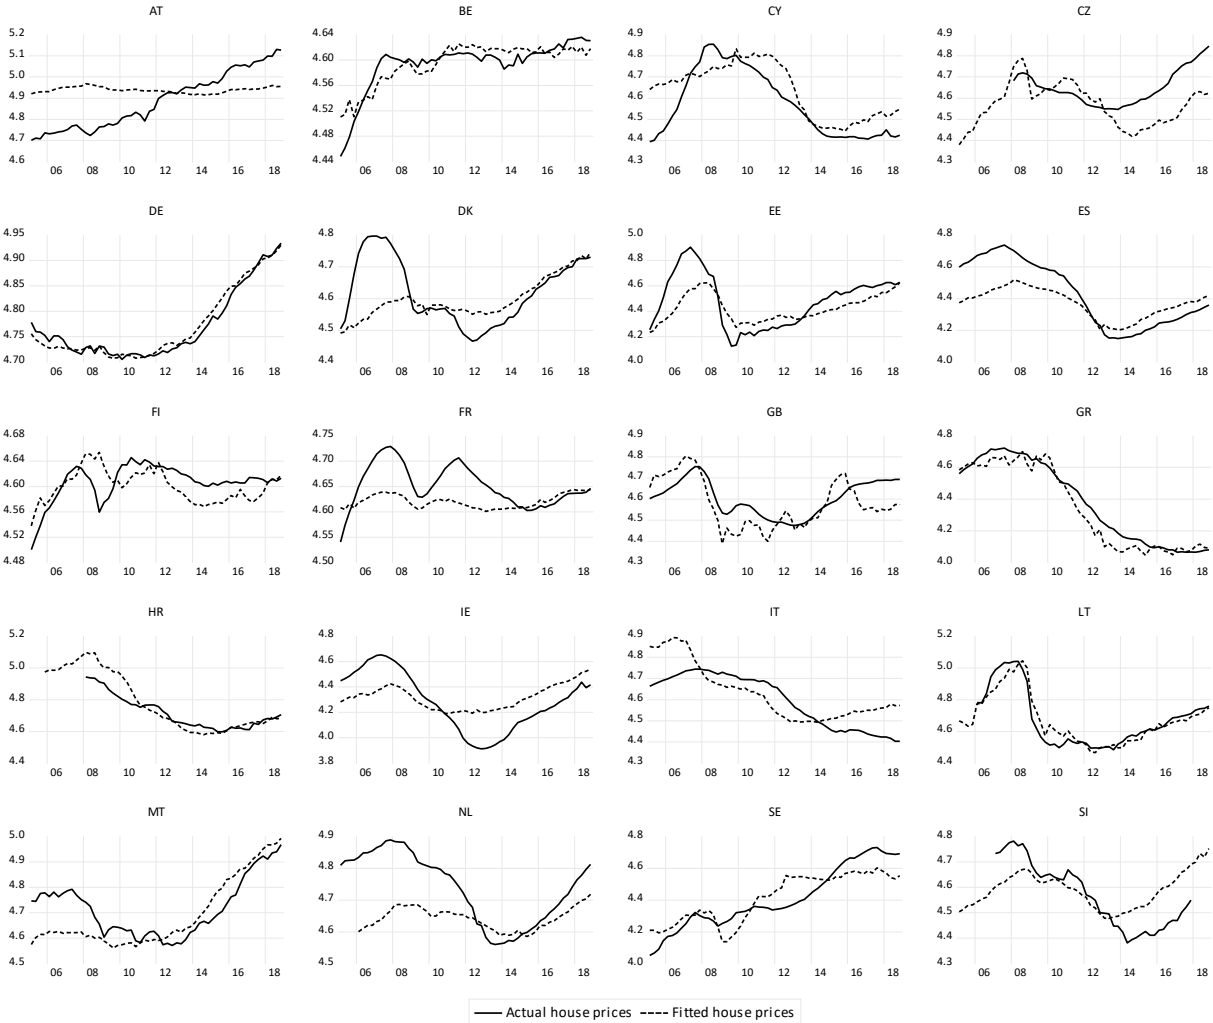 AT BE CY CZ
5.2 4.64 4.9 4.9
5.1 4.60 4.8 4.8
5.0 4.56 4.7 4.7
4.9 4.52 4.6 4.6
4.8 4.48 4.5 4.5
4.7 4.44 4.4 4.4
4.6 4.3 4.3
06 08 10 12 14 16 18 06 08 10 12 14 16 18 06 08 10 12 14 16 18 06 08 10 12 14 16 18
DE DK EE ES
4.95 4.8 5.0 4.8
4.90 4.7 4.8 4.6
4.85 4.6 4.6 4.4
4.80 4.5 4.4 4.2
4.75 4.4 4.2 4.0
4.70 4.0
06 08 10 12 14 16 18 06 08 10 12 14 16 18 06 08 10 12 14 16 18 06 08 10 12 14 16 18
FI FR GB GR
4.68 4.75 4.9 4.8
4.64 4.70 4.8 4.6
4.60 4.65 4.7 4.4
4.56 4.60 4.6 4.2
4.52 4.55 4.5 4.0
4.48 4.50 4.4
4.3
06 08 10 12 14 16 18 06 08 10 12 14 16 18 06 08 10 12 14 16 18 06 08 10 12 14 16 18
HR IE IT LT
5.2 4.8 4.9 5.2
5.0 4.6 4.8 5.0
4.8 4.4 4.7 4.8
4.6 4.2 4.6 4.6
4.4 4.0 4.5 4.4
3.8 4.4
4.3
06 08 10 12 14 16 18 06 08 10 12 14 16 18 06 08 10 12 14 16 18 06 08 10 12 14 16 18
MT NL SE SI
5.0 4.9 4.8 4.8
4.9 4.8 4.6 4.7
4.8 4.7 4.4 4.6
4.7 4.6 4.2 4.5
4.6 4.5 4.0 4.4
4.5 4.3
06 08 10 12 14 16 18 06 08 10 12 14 16 18 06 08 10 12 14 16 18 06 08 10 12 14 16 18
Actual house prices Fitted house prices